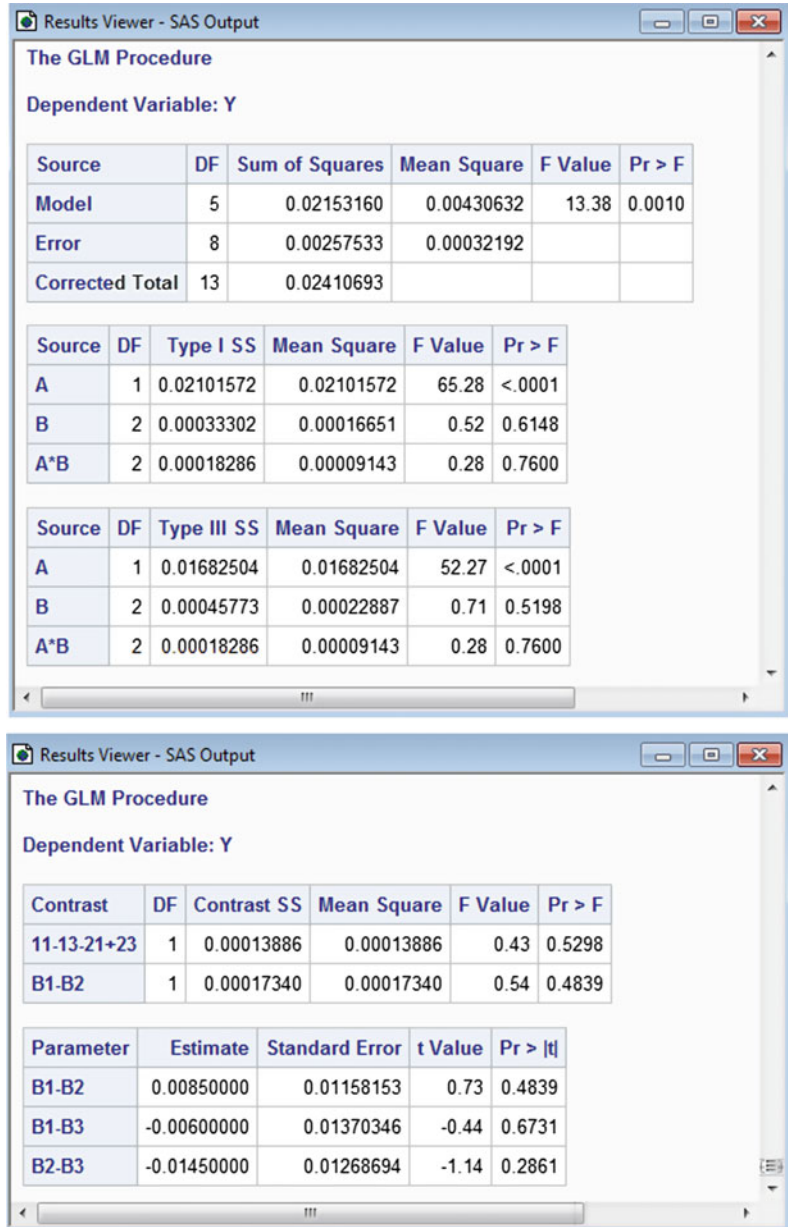 Results Viewer - SAS Output
The GLM Procedure
Dependent Variable: Y
Source DF Sum of Squares Mean Square F Value Pr > F
Model 5 0.02153160 0.00430632 13.38 0.0010
Error 8 0.00257533 0.00032192
Corrected Total 13 0.02410693
Source DF Type I SS Mean Square F Value Pr > F
A 1 0.02101572 0.02101572 65.28 <.0001
B 2 0.00033302 0.00016651 0.52 0.6148
A*B 2 0.00018286 0.00009143 0.28 0.7600
Source DF Type III SS Mean Square F Value Pr > F
A 1 0.01682504 0.01682504 52.27 <.0001
B 2 0.00045773 0.00022887 0.71 0.5198
A*B 2 0.00018286 0.00009143 0.28 0.7600
Results Viewer - SAS Output
The GLM Procedure
Dependent Variable: Y
Contrast DF Contrast SS Mean Square F Value Pr > F
11-13-21+23 1 0.00013886 0.00013886 0.43 0.5298
B1-B2 1 0.00017340 0.00017340 0.54 0.4839
Parameter Estimate Standard Error t Value Pr > |t|
B1-B2 0.00850000 0.01158153 0.73 0.4839
B1-B3 -0.00600000 0.01370346 -0.44 0.6731
B2-B3 -0.01450000 0.01268694 -1.14 0.2861